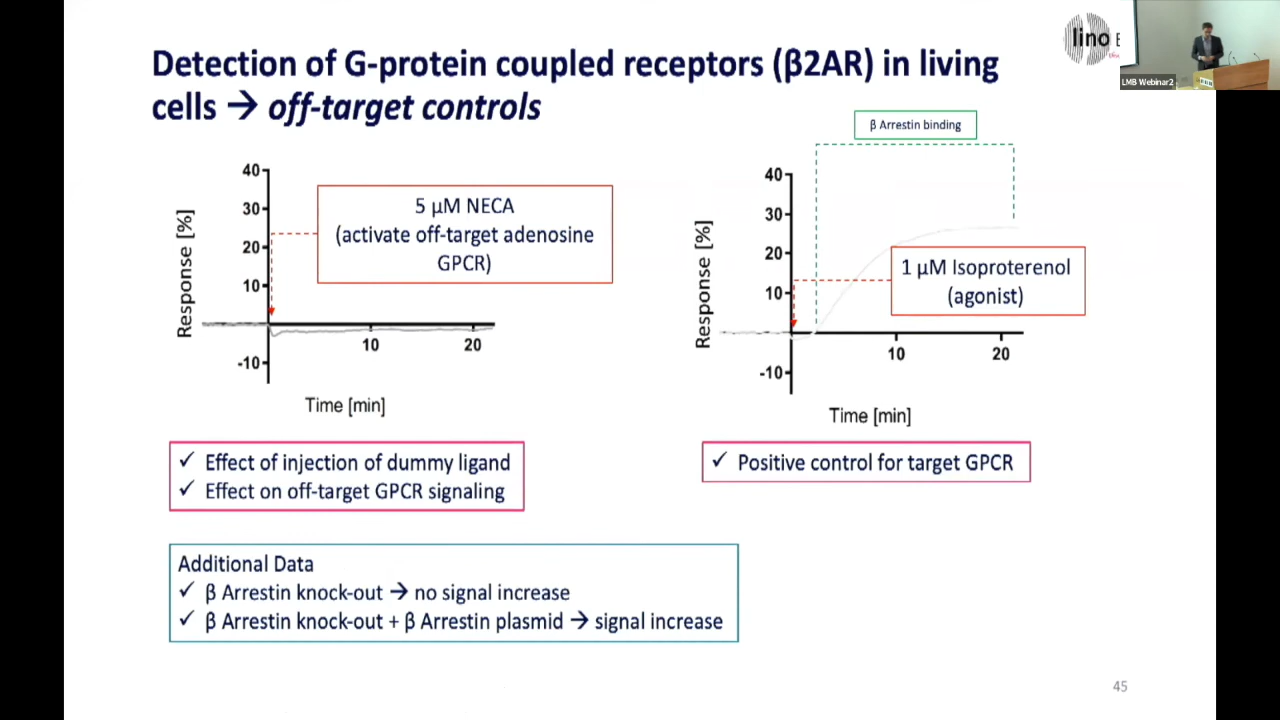 Detection of G-protein coupled receptors (β2AR) in living
cells → off-target controls
lino
LMB Webinar2
β Arrestin binding
40
30
20
10
-10
10
20
Response [%]
Time [min]
5 μM NECA
(activate off-target adenosine
GPCR)
40
30
20
10
-10
10
20
Response [%]
Time [min]
1 μM Isoproterenol
(agonist)
✓ Effect of injection of dummy ligand
✓ Effect on off-target GPCR signaling
✓ Positive control for target GPCR
Additional Data
✓ β Arrestin knock-out → no signal increase
✓ β Arrestin knock-out + β Arrestin plasmid → signal increase
45